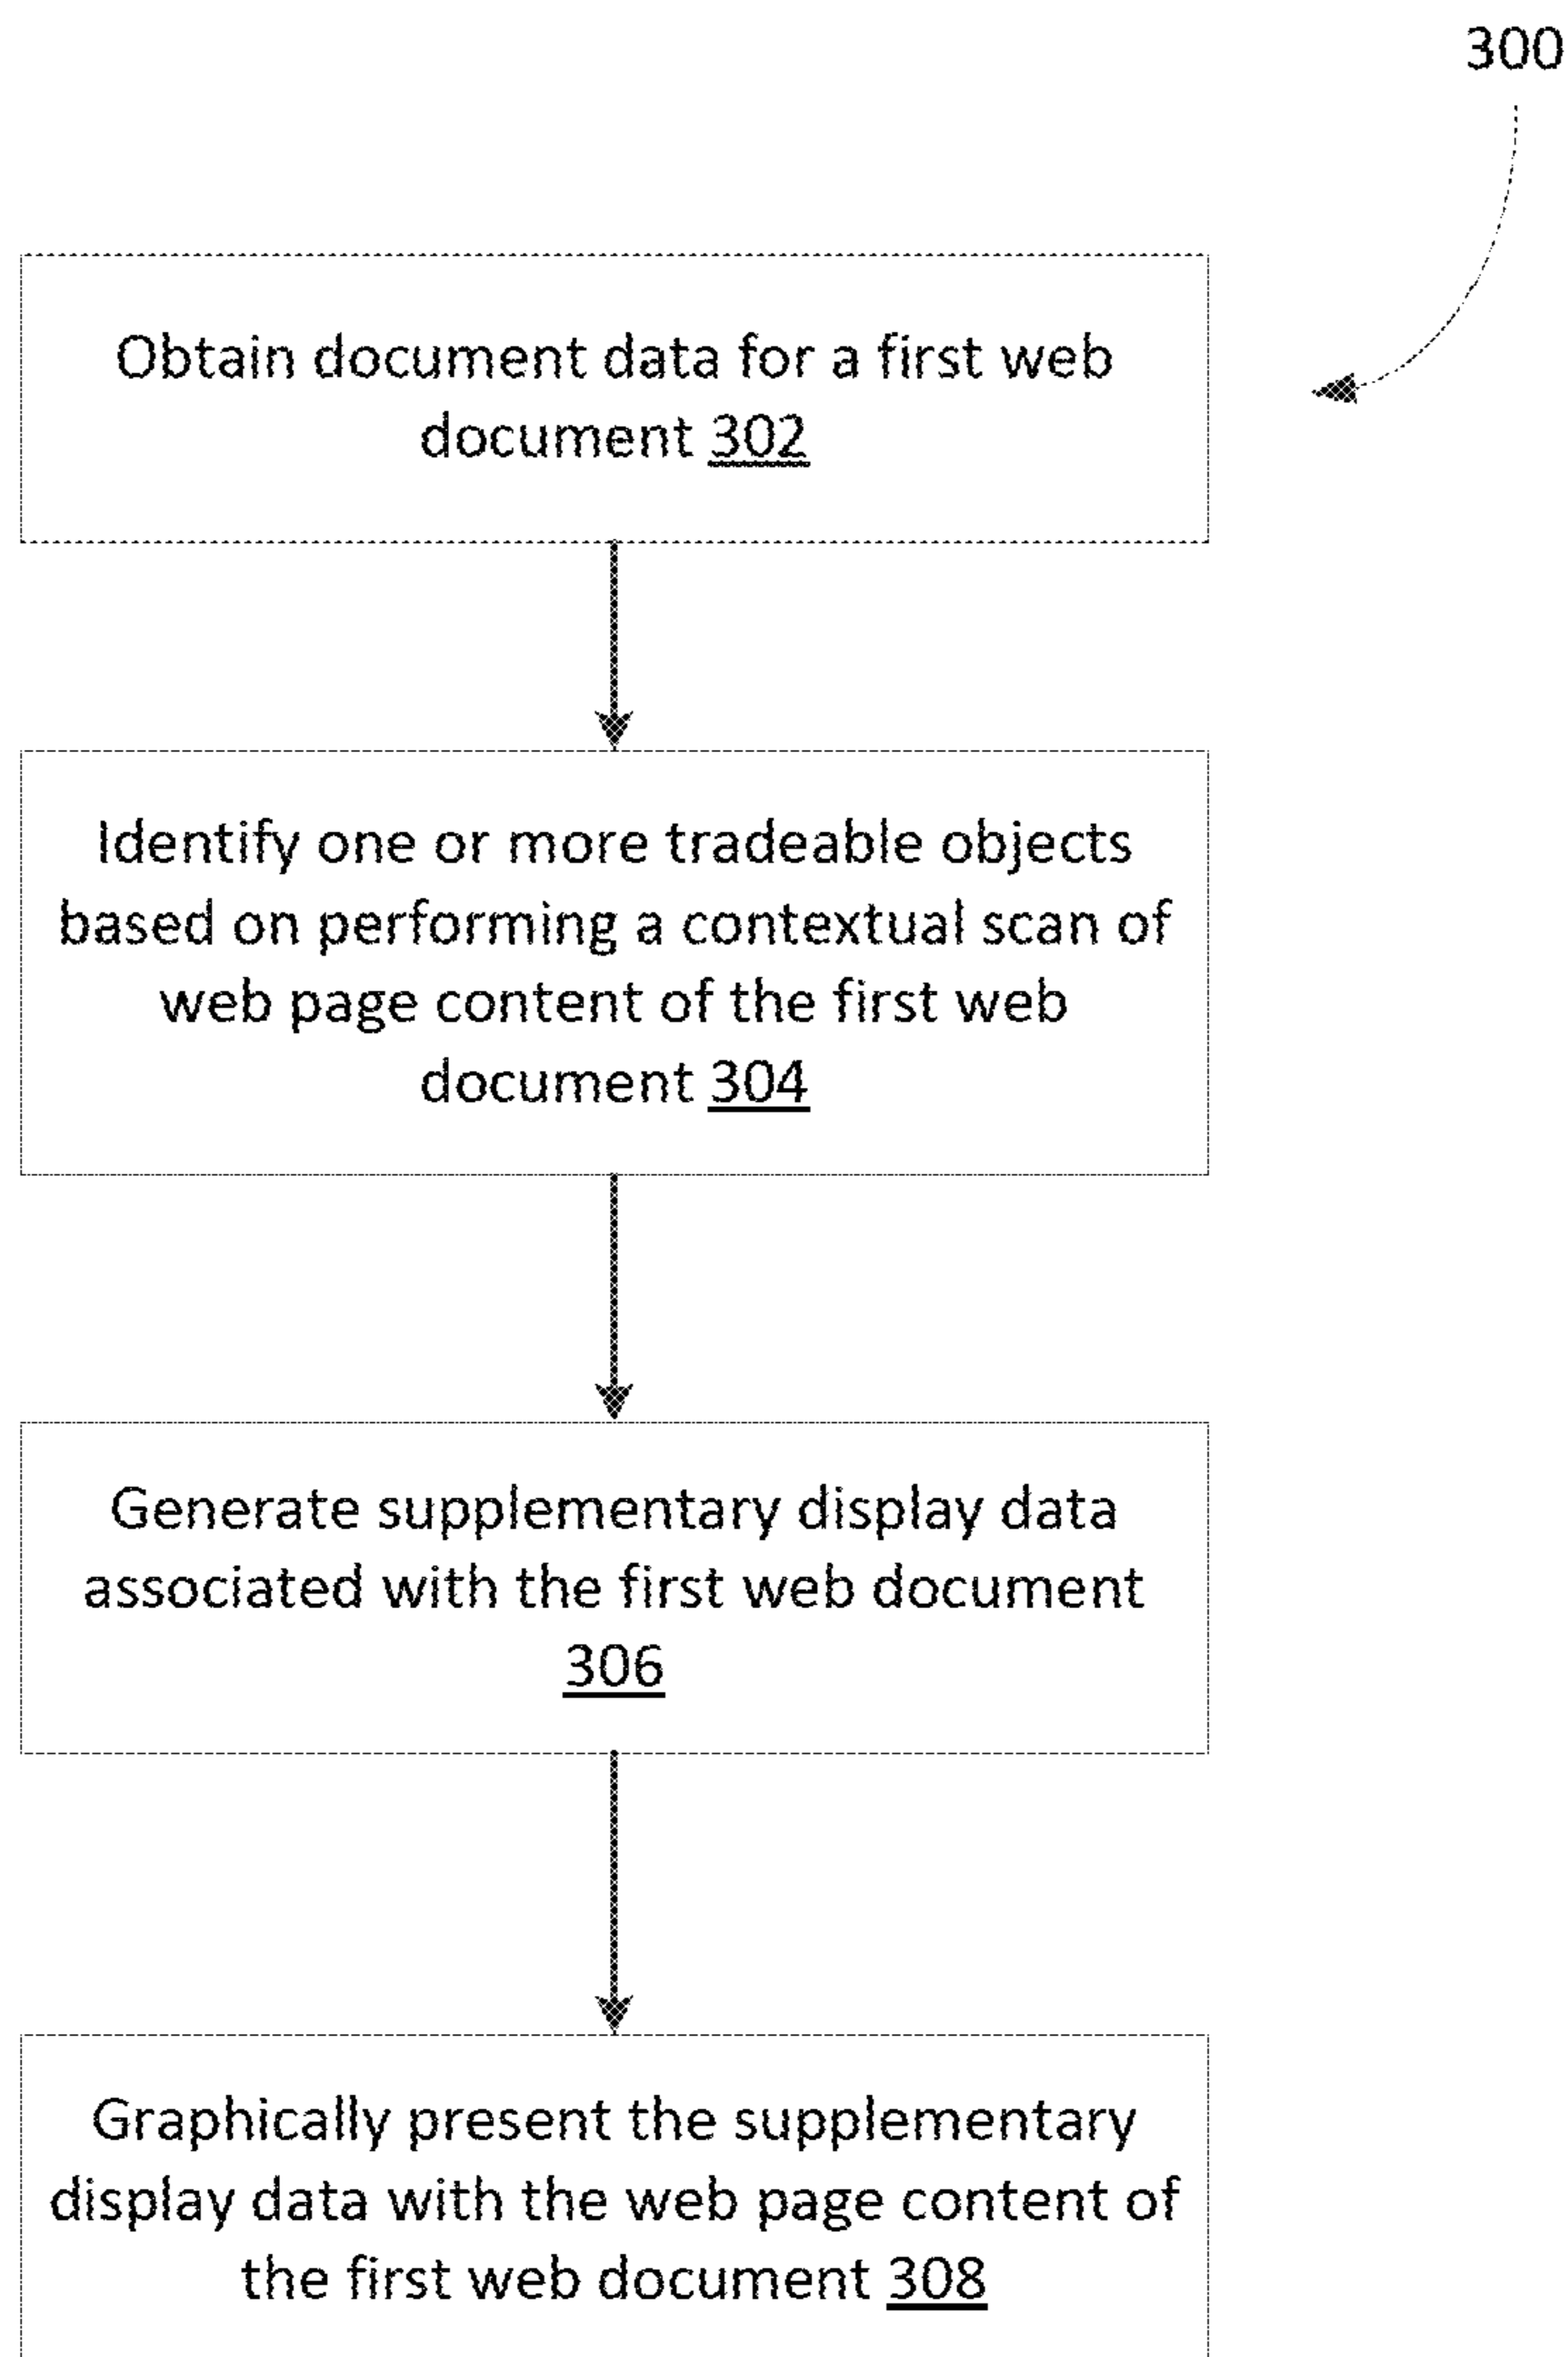 300
Obtain document data for a first web
document 302
Identify one or more tradeable objects
based on performing a contextual scan of
web page content of the first web
document 304
Generate supplementary display data
associated with the first web document
306
Graphically present the supplementary
display data with the web page content of
the first web document 308